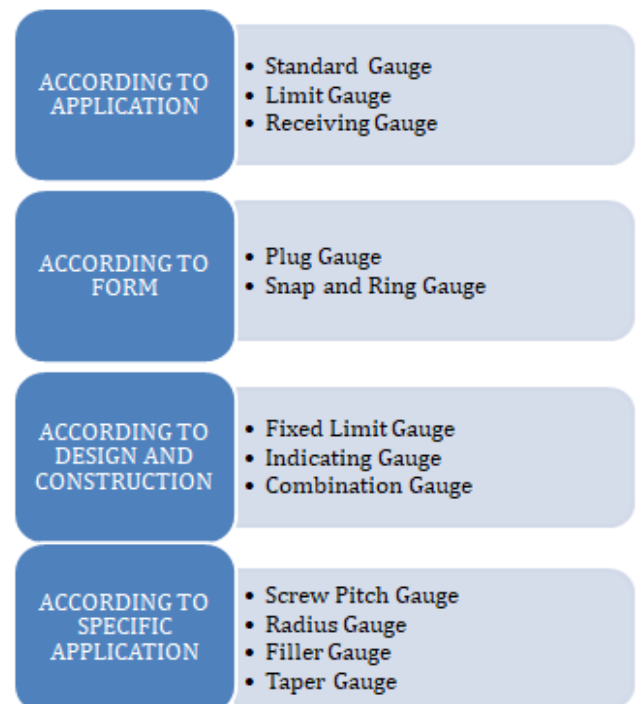 ACCORDING TO
APPLICATION
• Standard Gauge
• Limit Gauge
• Receiving Gauge
ACCORDING TO
FORM
• Plug Gauge
• Snap and Ring Gauge
ACCORDING TO
DESIGN AND
CONSTRUCTION
• Fixed Limit Gauge
• Indicating Gauge
• Combination Gauge
ACCORDING TO
SPECIFIC
APPLICATION
• Screw Pitch Gauge
• Radius Gauge
• Filler Gauge
• Taper Gauge